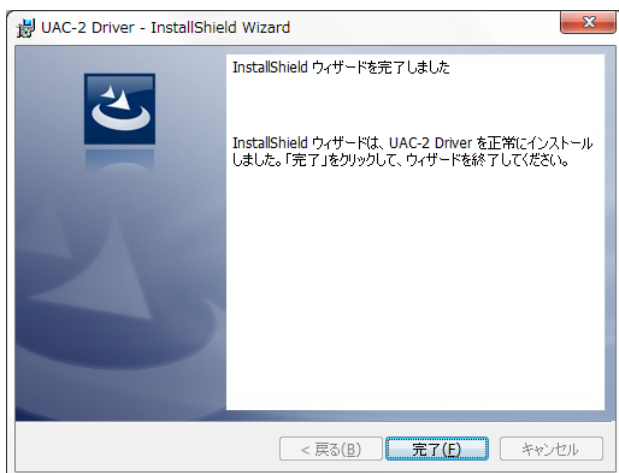 UAC-2 Driver - InstallShield Wizard
InstallShield ウィザードを完了しました
InstallShield ウィザードは、UAC-2 Driver を正常にインストール
しました。「完了」をクリックして、ウィザードを終了してください。
< 戻る(B)
完了(F)
キャンセル